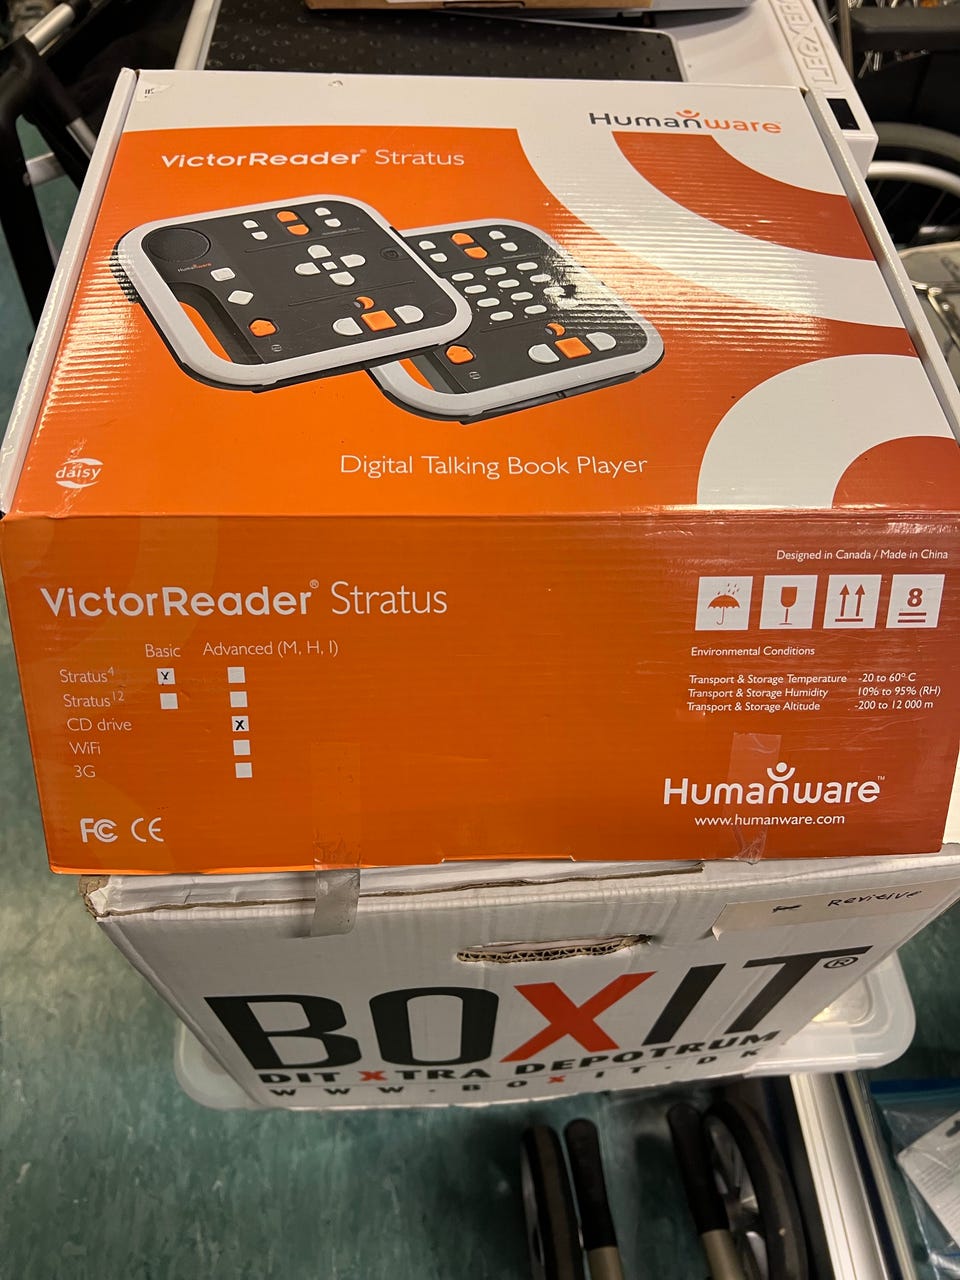 LEGKBER
HumanWare
VictorReader® Stratus
HumanWare
daisy
Digital Talking Book Player
Designed in Canada / Made in China
VictorReader® Stratus
8
Basic Advanced (M, H, I)
Stratus⁴ X
Stratus¹²
CD drive X
WiFi
3G
Environmental Conditions
Transport & Storage Temperature -20 to 60° C
Transport & Storage Humidity 10% to 95% (RH)
Transport & Storage Altitude -200 to 12 000 m
FC CE
HumanWare™
www.humanware.com
BOXIT®
DIT XTRA DEPOTRUM
WWW.BOXIT.DK